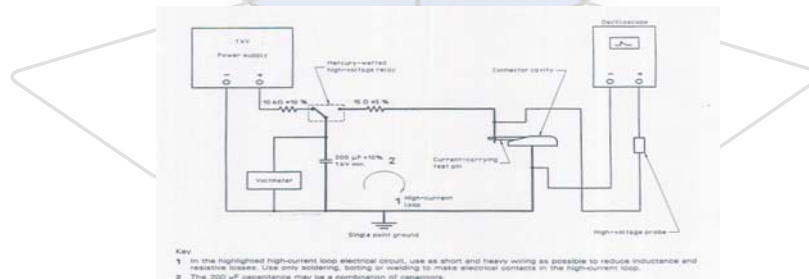 Oscilloscope
1 kV
Power supply
Mercury-wetted
high-voltage relay
Connector cavity
10 kΩ ±10 %
15 Ω ±5 %
200 µF ±10%
1 kV min.
2
Current-carrying
test pin
Voltmeter
1 High-current
loop
Single point ground
High-voltage probe
Key
1 In the highlighted high-current loop electrical circuit, use as short and heavy wiring as possible to reduce inductance and
resistive losses. Use only soldering, bolting or welding to make electrical contacts in the high-current loop.
2 The 200 µF capacitance may be a combination of capacitors.